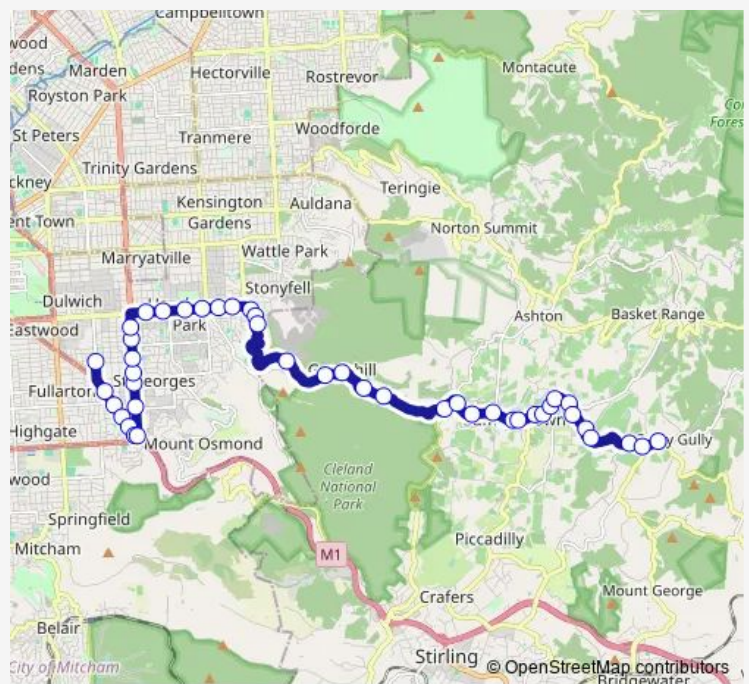 Campbelltown
wood
dens
Marden
Hectorville
Rostrevor
Montacute
Royston Park
St Peters
Tranmere
Woodforde
Trinity Gardens
ckney
Teringie
Kensington
Gardens
Auldana
ent Town
Norton Summit
Marryatville
Wattle Park
Stonyfell
Dulwich
Ashton
Basket Range
Eastwood
Park
Fullarton
Highgate
Mount Osmond
Gully
Cleland
National
Park
wood
Springfield
Mitcham
M1
Piccadilly
Mount George
Crafers
Belair
Stirling
City of Mitcham
© OpenStreetMap contributors
Bridgewater